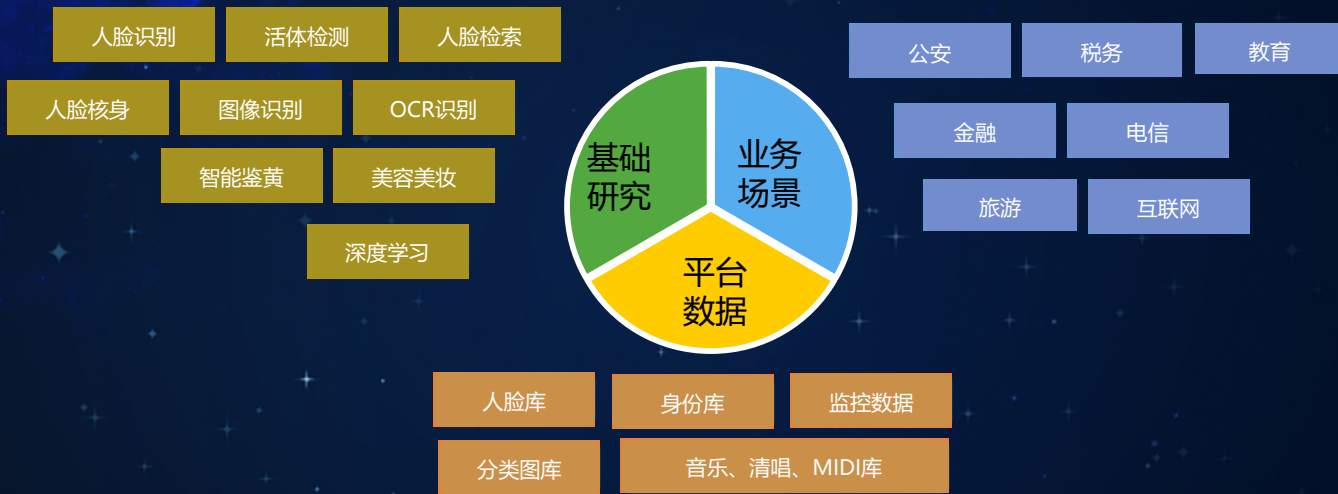 人脸识别
活体检测
人脸检索
人脸核身
图像识别
OCR识别
智能鉴黄
美容美妆
深度学习
基础
研究
业务
场景
平台
数据
公安
税务
教育
金融
电信
旅游
互联网
人脸库
身份库
监控数据
分类图库
音乐、清唱、MIDI库